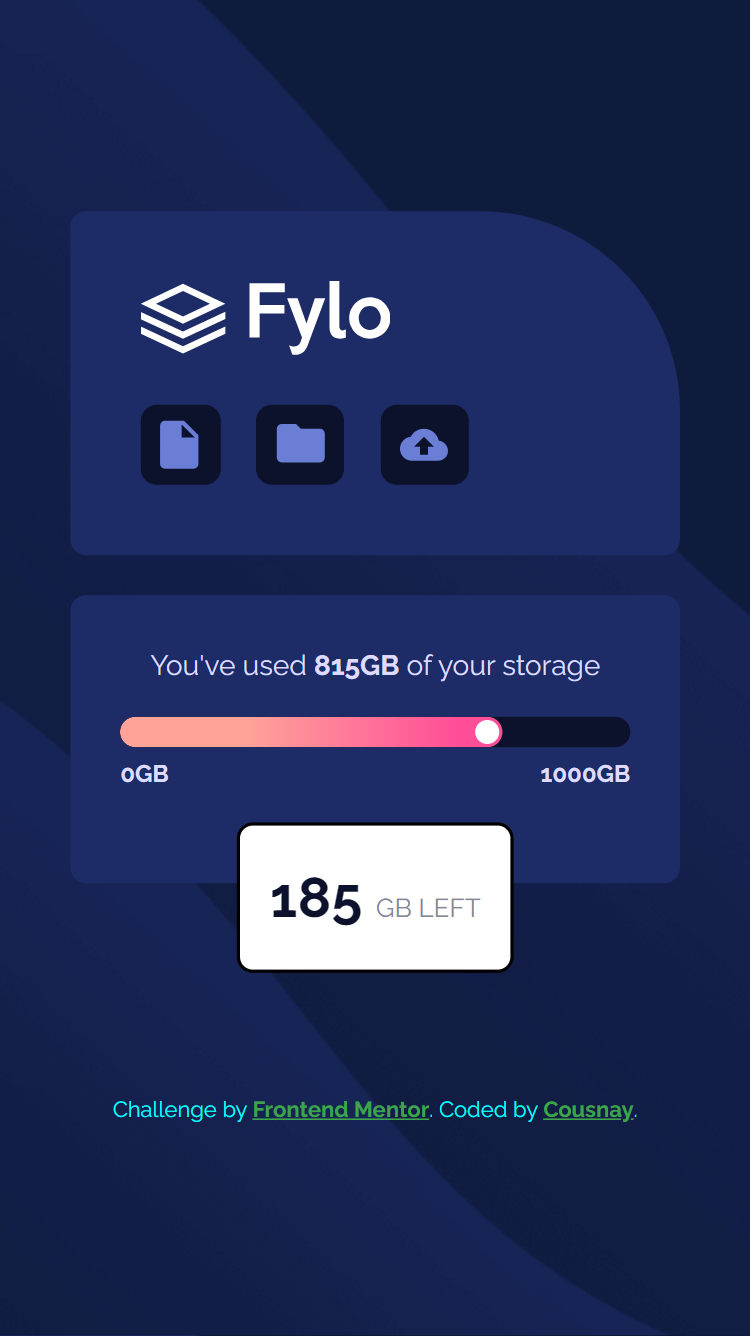 Fylo
You've used 815GB of your storage
0GB 1000GB
185 GB LEFT
Challenge by Frontend Mentor. Coded by Cousnay.